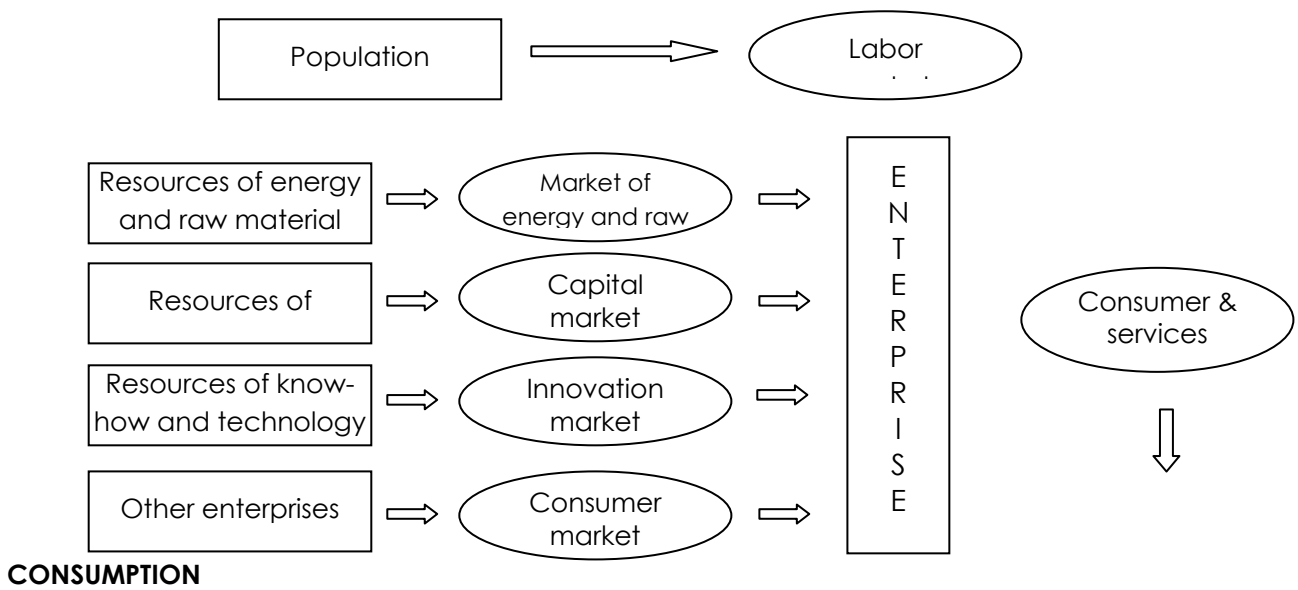 Population
Labor
Resources of energy
and raw material
Market of
energy and raw
Resources of
Capital
market
Resources of know-
how and technology
Innovation
market
Other enterprises
Consumer
market
E
N
T
E
R
P
R
I
S
E
Consumer &
services
CONSUMPTION